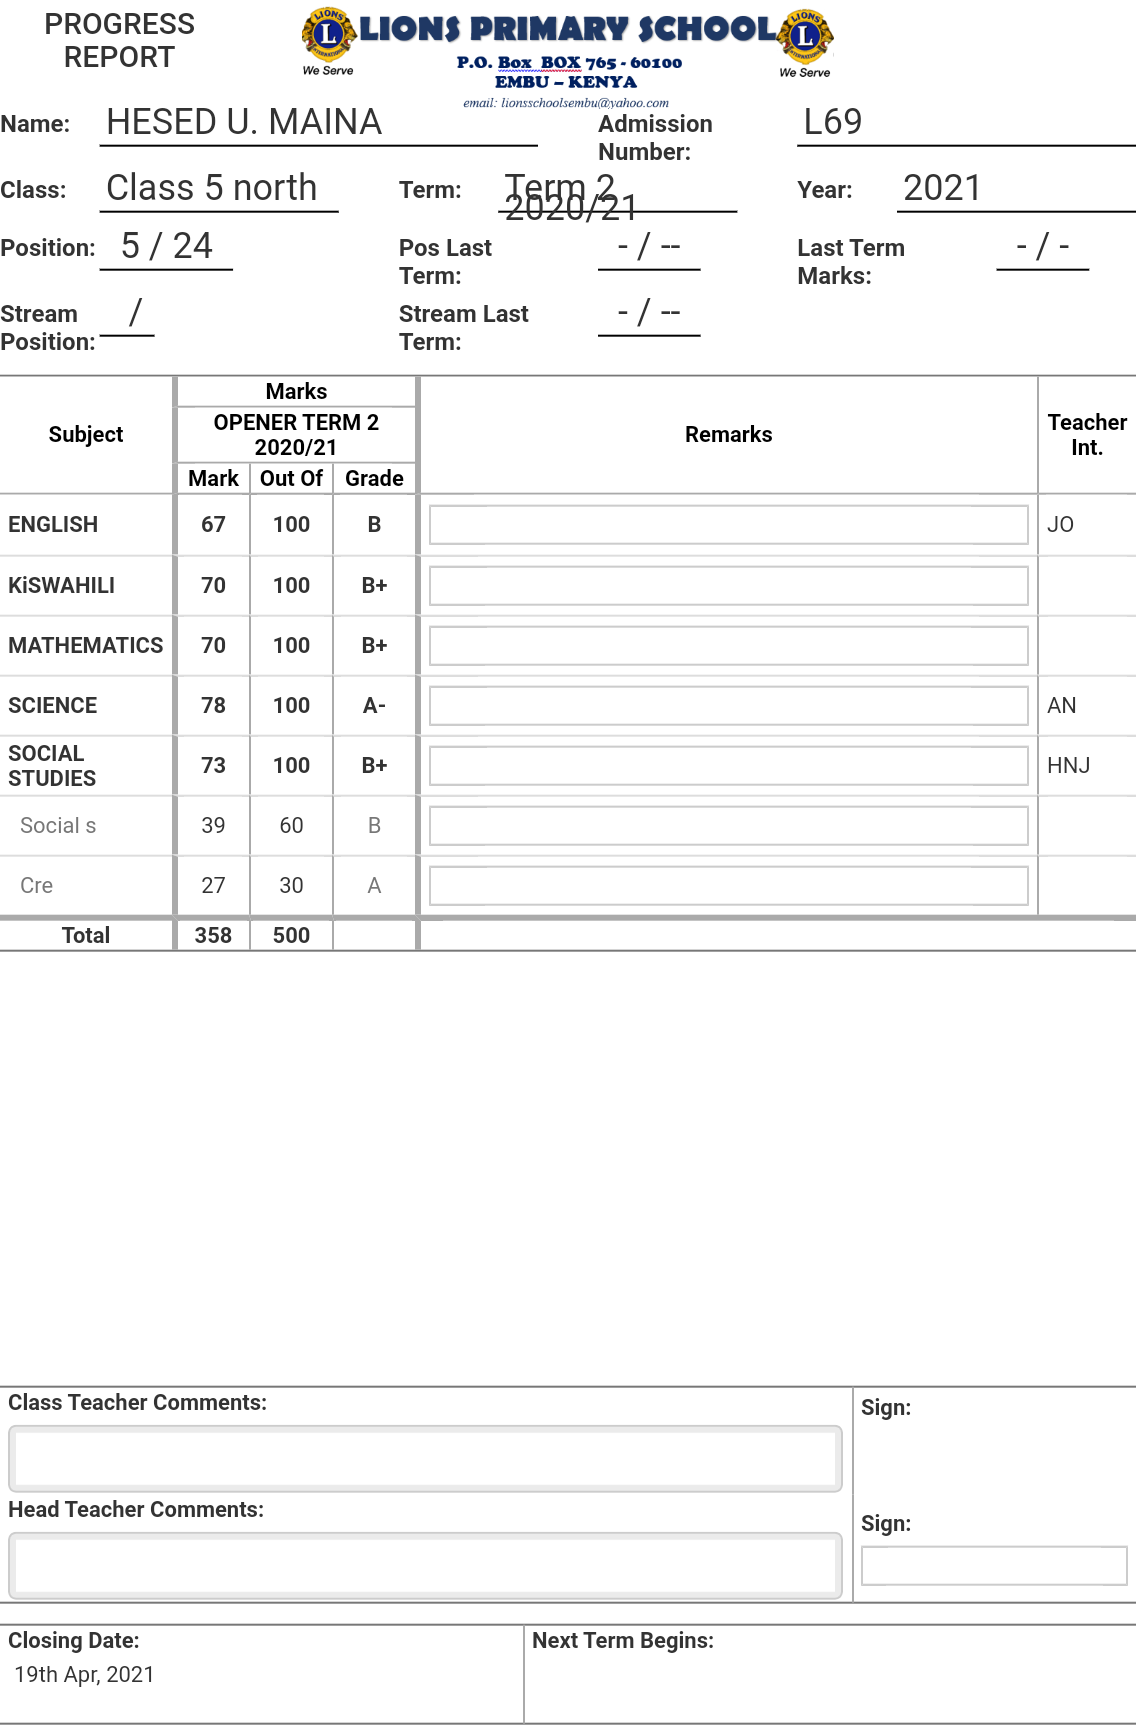 PROGRESS
REPORT
LIONS PRIMARY SCHOOL
We Serve
We Serve
P.O. Box BOX 765 - 60100
EMBU – KENYA
email: lionsschoolsembu@yahoo.com
Name: HESED U. MAINA Admission Number: L69
Class: Class 5 north Term: Term 2 2020/21 Year: 2021
Position: 5 / 24 Pos Last Term: - / -- Last Term Marks: - / -
Stream Position: / Stream Last Term: - / --
Subject Marks Remarks Teacher Int.
OPENER TERM 2
2020/21
Mark Out Of Grade
ENGLISH 67 100 B JO
KiSWAHILI 70 100 B+
MATHEMATICS 70 100 B+
SCIENCE 78 100 A- AN
SOCIAL STUDIES 73 100 B+ HNJ
Social s 39 60 B
Cre 27 30 A
Total 358 500
Class Teacher Comments: Sign:
Head Teacher Comments: Sign:
Closing Date: Next Term Begins:
19th Apr, 2021